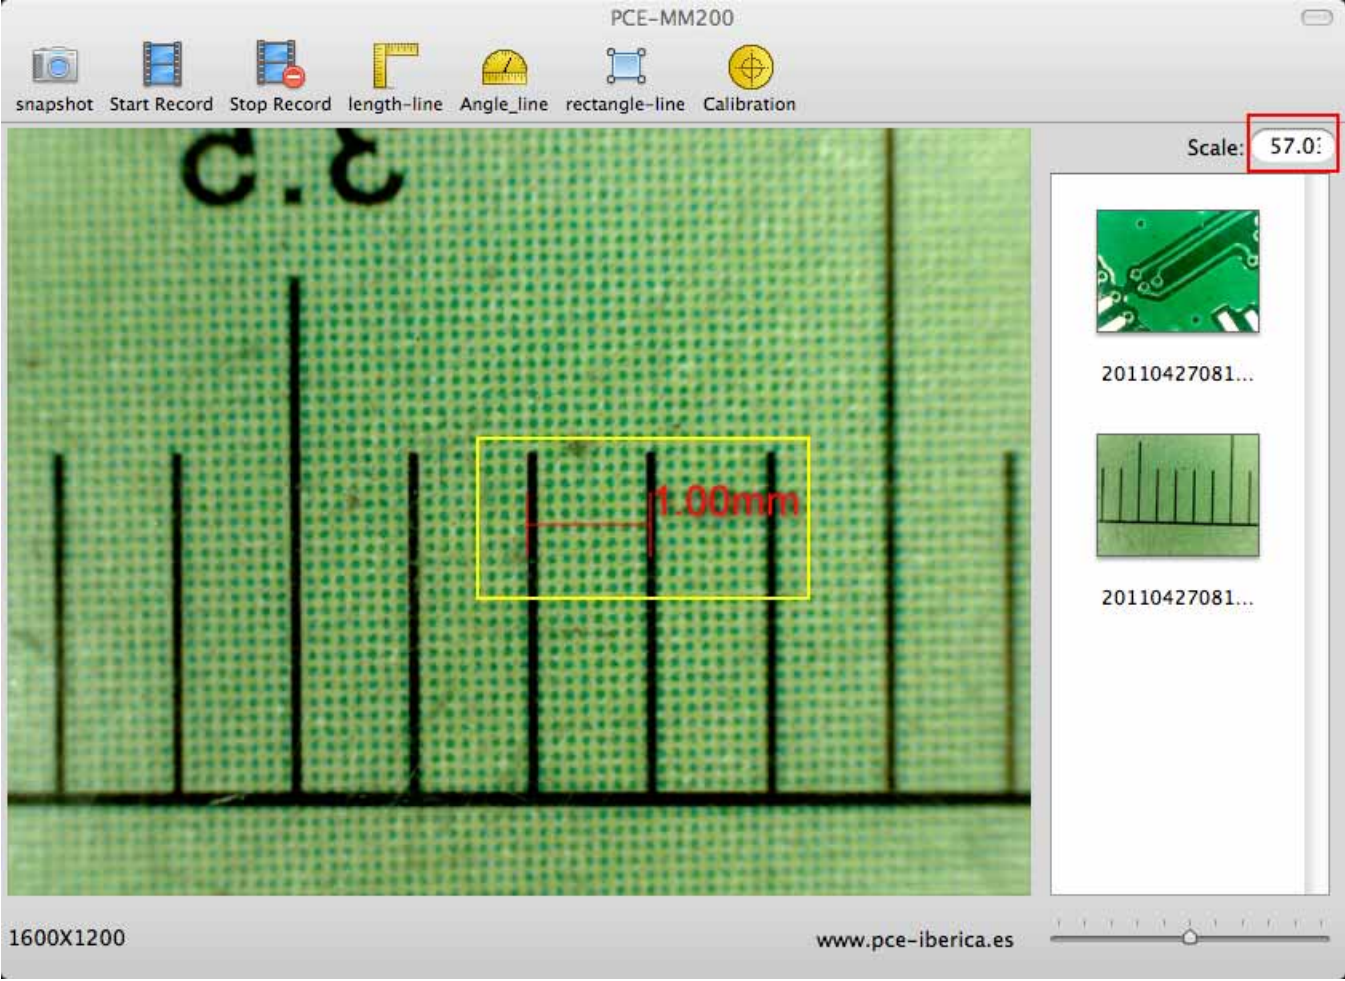 PCE-MM200
snapshot Start Record Stop Record length-line Angle_line rectangle-line Calibration
Scale: 57.0
1.00mm
20110427081...
20110427081...
1600X1200 www.pce-iberica.es